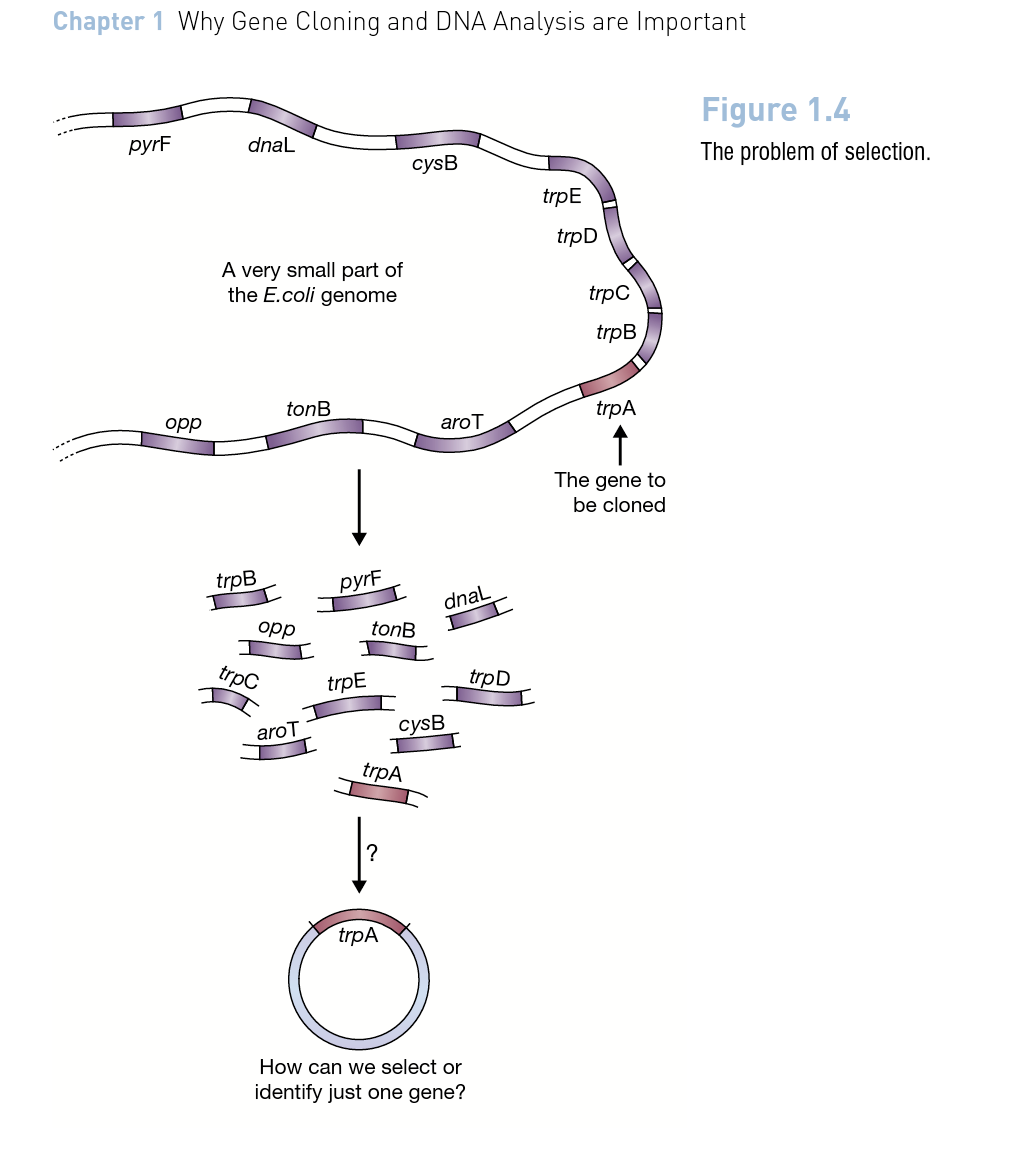 Chapter 1 Why Gene Cloning and DNA Analysis are Important
Figure 1.4
The problem of selection.
pyrF
dnaL
cysB
trpE
trpD
trpC
trpB
trpA
A very small part of
the E.coli genome
opp
tonB
aroT
The gene to
be cloned
trpB
pyrF
dnaL
opp
tonB
trpC
trpE
trpD
aroT
cysB
trpA
?
trpA
How can we select or
identify just one gene?